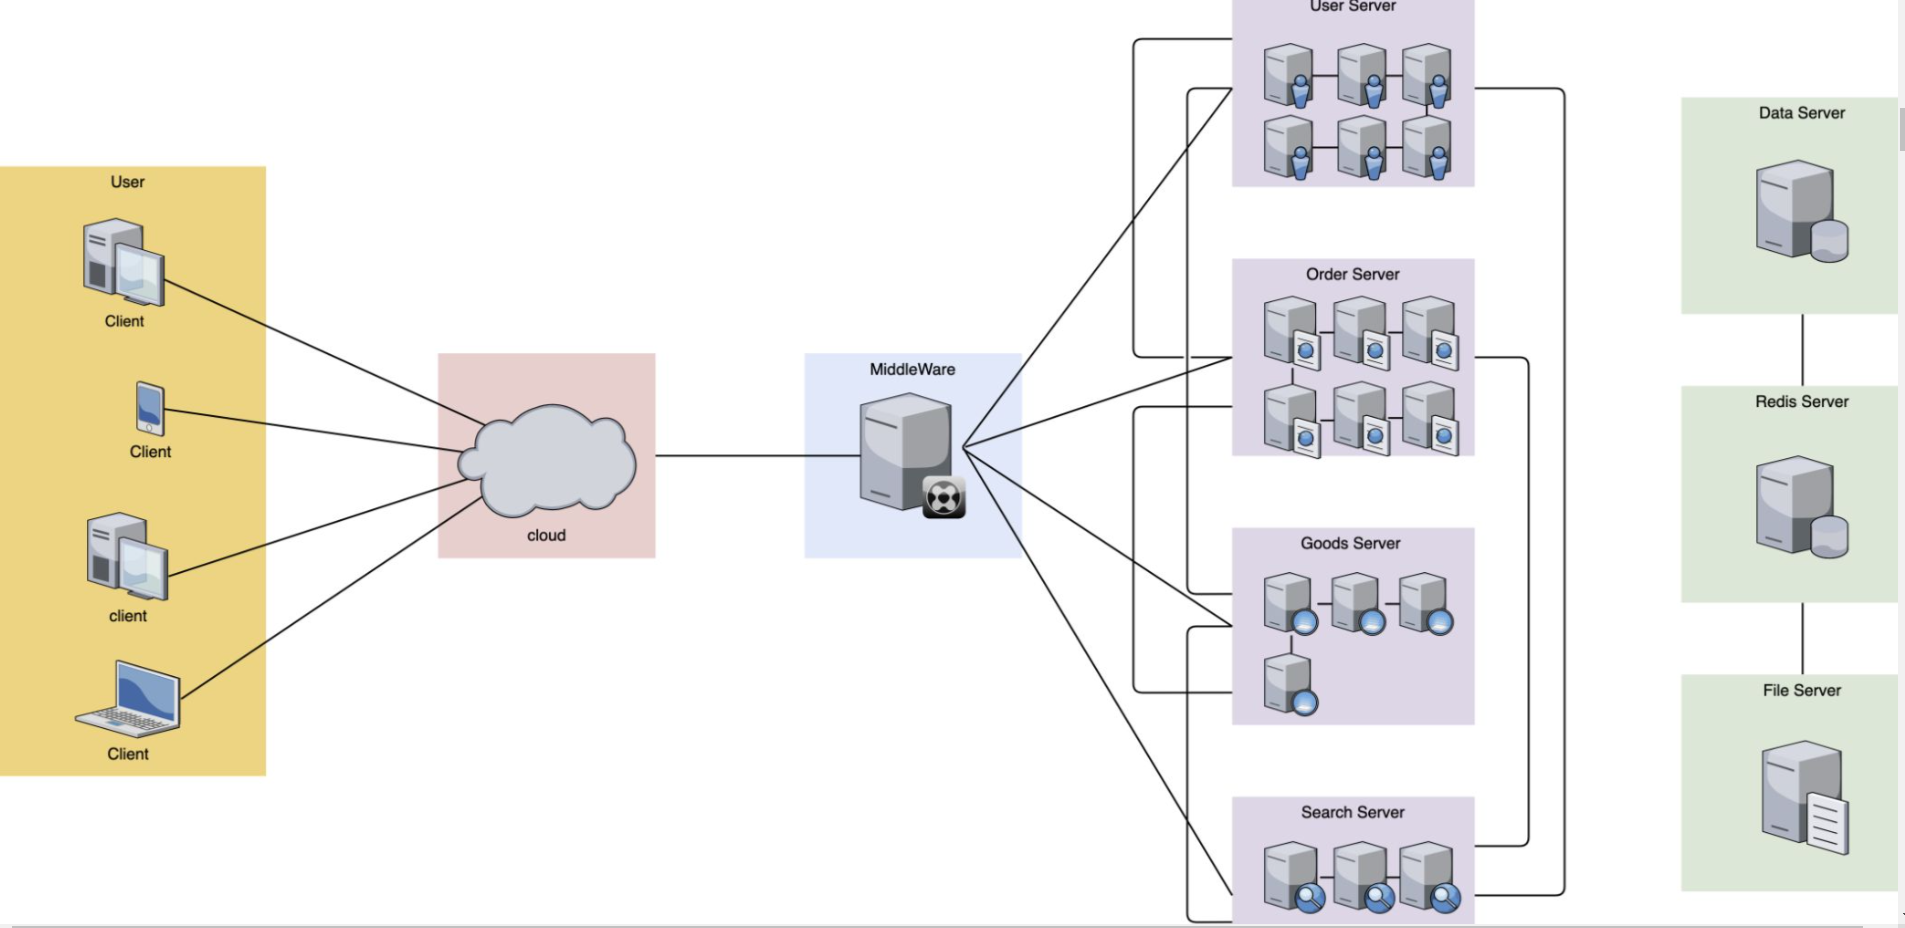 User
Client
Client
client
Client
cloud
MiddleWare
User Server
Order Server
Goods Server
Search Server
Data Server
Redis Server
File Server